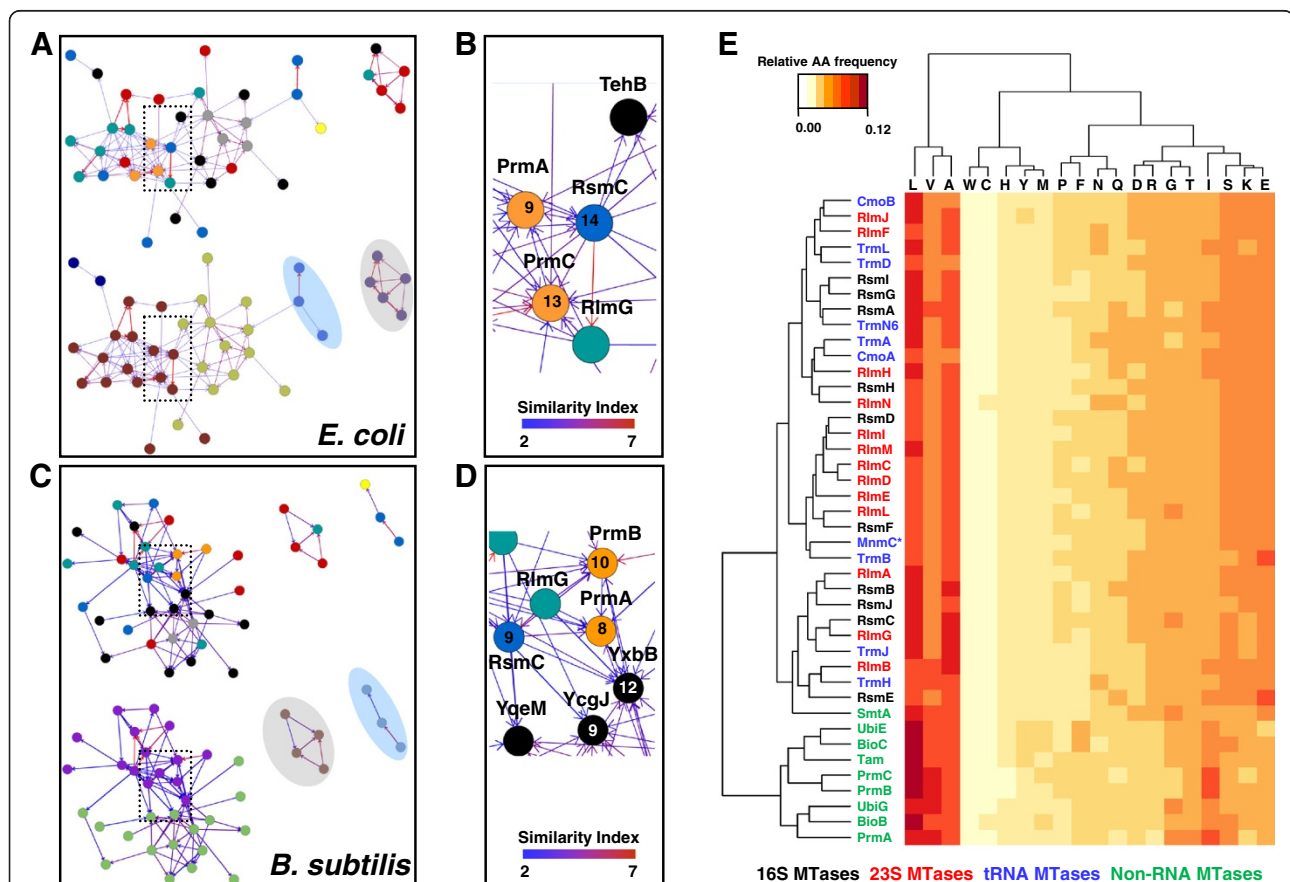 A
E. coli
B
TehB
PrmA
RsmC
9
14
PrmC
13
RlmG
Similarity Index
2 7
C
B. subtilis
D
PrmB
10
RlmG
PrmA
8
9
RsmC
YxbB
12
YqeM
YcgJ
9
Similarity Index
2 7
E
Relative AA frequency
0.00 0.12
L V A W C H Y M P F N Q D R G T I S K E
CmoB
RlmJ
RlmF
TrmL
TrmD
RsmI
RsmG
RsmA
TrmN6
TrmA
CmoA
RlmH
RsmH
RlmN
RsmD
RlmI
RlmM
RlmC
RlmD
RlmE
RlmL
RsmF
MnmC*
TrmB
RlmA
RsmB
RsmJ
RsmC
RlmG
TrmJ
RlmB
TrmH
RsmE
SmtA
UbiE
BioC
Tam
PrmC
PrmB
UbiG
BioB
PrmA
16S MTases 23S MTases tRNA MTases Non-RNA MTases